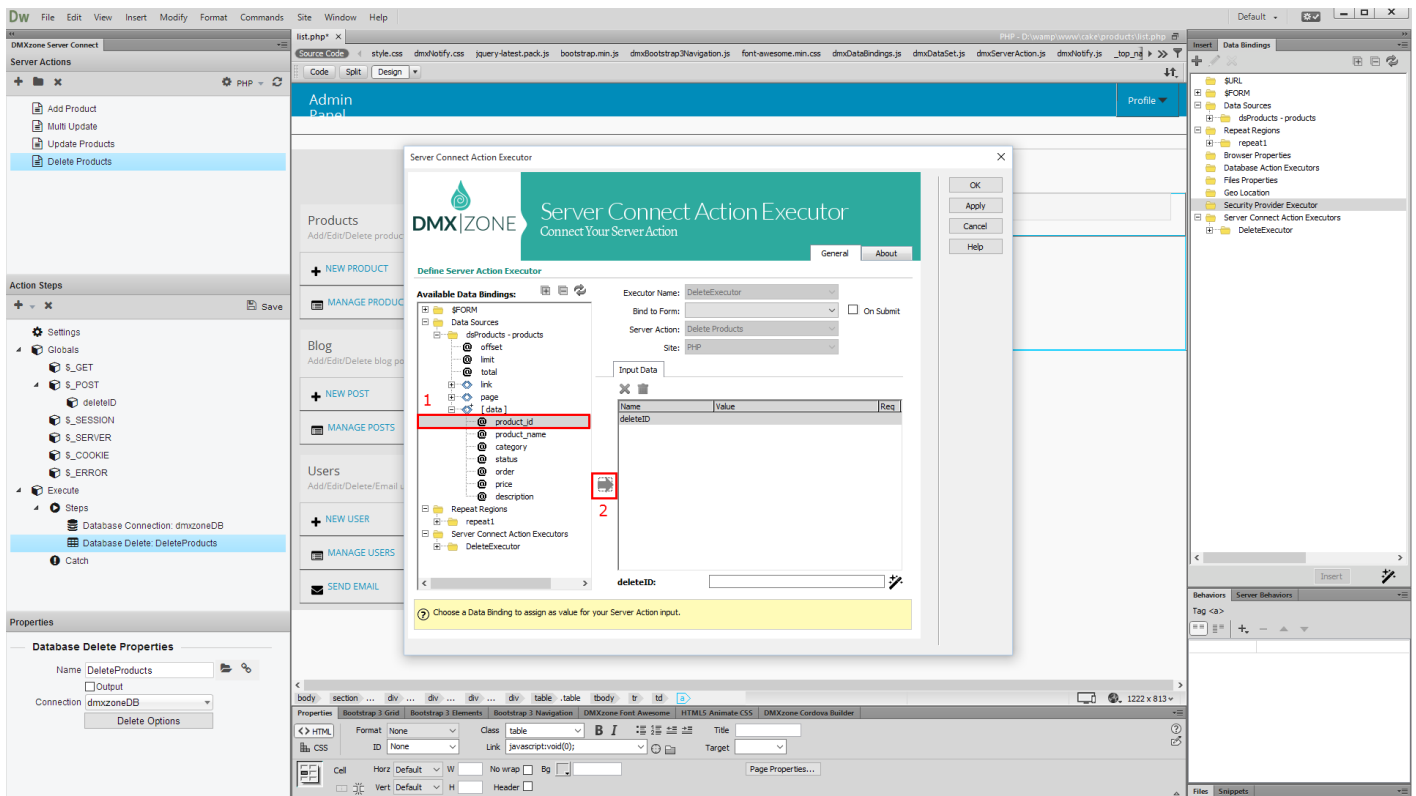 Dw File Edit View Insert Modify Format Commands Site Window Help Default
DMXzone Server Connect
Server Actions
PHP
Add Product
Multi Update
Update Products
Delete Products
Action Steps
Save
Settings
Globals
$_GET
$_POST
deleteID
$_SESSION
$_SERVER
$_COOKIE
$_ERROR
Execute
Steps
Database Connection: dmxzoneDB
Database Delete: DeleteProducts
Catch
Properties
Database Delete Properties
Name DeleteProducts
Output
Connection dmxzoneDB
Delete Options
list.php* PHP - D:\wamp\www\cake\products\list.php
Source Code style.css dmxNotify.css jquery-latest.pack.js bootstrap.min.js dmxBootstrap3Navigation.js font-awesome.min.css dmxDataBindings.js dmxDataSet.js dmxServerAction.js dmxNotify.js
Code Split Design
Admin
Panel
Profile
Products
Add/Edit/Delete produc
NEW PRODUCT
MANAGE PRODUC
Blog
Add/Edit/Delete blog po
NEW POST
MANAGE POSTS
Users
Add/Edit/Delete/Email u
NEW USER
MANAGE USERS
SEND EMAIL
Server Connect Action Executor
DMX|ZONE
Server Connect Action Executor
Connect Your Server Action
General About
OK
Apply
Cancel
Help
Define Server Action Executor
Available Data Bindings:
$FORM
Data Sources
dsProducts - products
offset
limit
total
link
page
[ data ]
product_id
product_name
category
status
order
price
description
Repeat Regions
repeat1
Server Connect Action Executors
DeleteExecutor
1
2
Executor Name: DeleteExecutor
Bind to Form: On Submit
Server Action: Delete Products
Site: PHP
Input Data
Name Value Req
deleteID
deleteID:
Choose a Data Binding to assign as value for your Server Action input.
body section ... div ... div ... div div table .table tbody tr td a 1222 x 813
Properties Bootstrap 3 Grid Bootstrap 3 Elements Bootstrap 3 Navigation DMXzone Font Awesome HTML5 Animate CSS DMXzone Cordova Builder
<> HTML Format None Class table B I Title
CSS ID None Link javascript:void(0); Target
Cell Horz Default W No wrap Bg Page Properties...
Vert Default H Header
Insert Data Bindings
$URL
$FORM
Data Sources
dsProducts - products
Repeat Regions
repeat1
Browser Properties
Database Action Executors
Files Properties
Geo Location
Security Provider Executor
Server Connect Action Executors
DeleteExecutor
Insert
Behaviors Server Behaviors
Tag <a>
Files Snippets